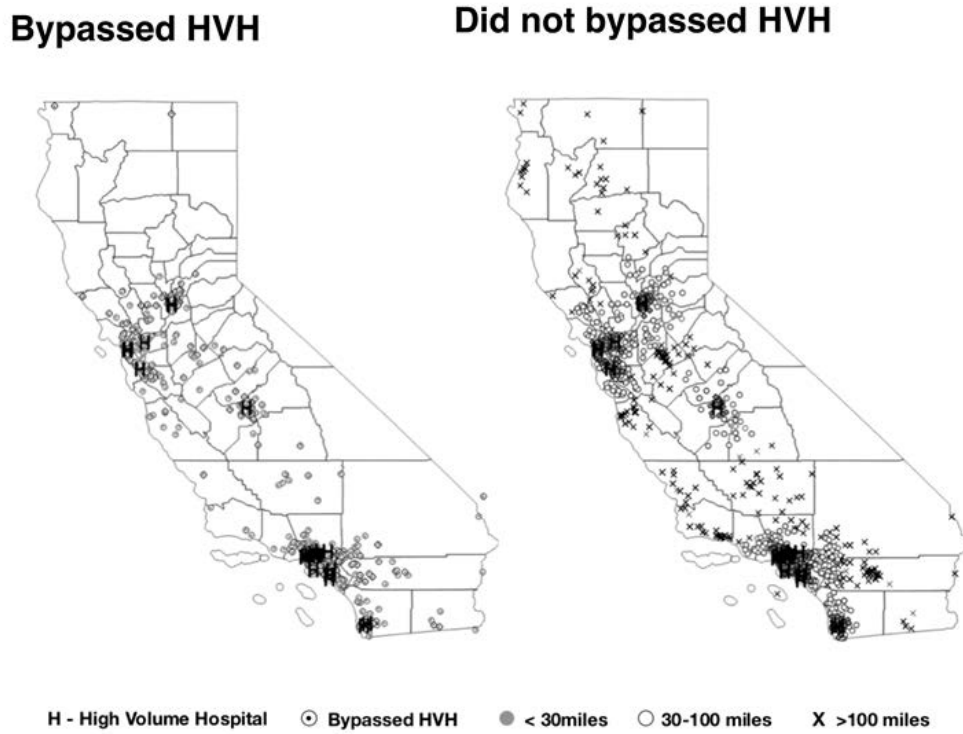 Bypassed HVH
Did not bypassed HVH
H
H
H
H
H
H
H
H
H
H
H - High Volume Hospital
Bypassed HVH
< 30miles
30-100 miles
X >100 miles